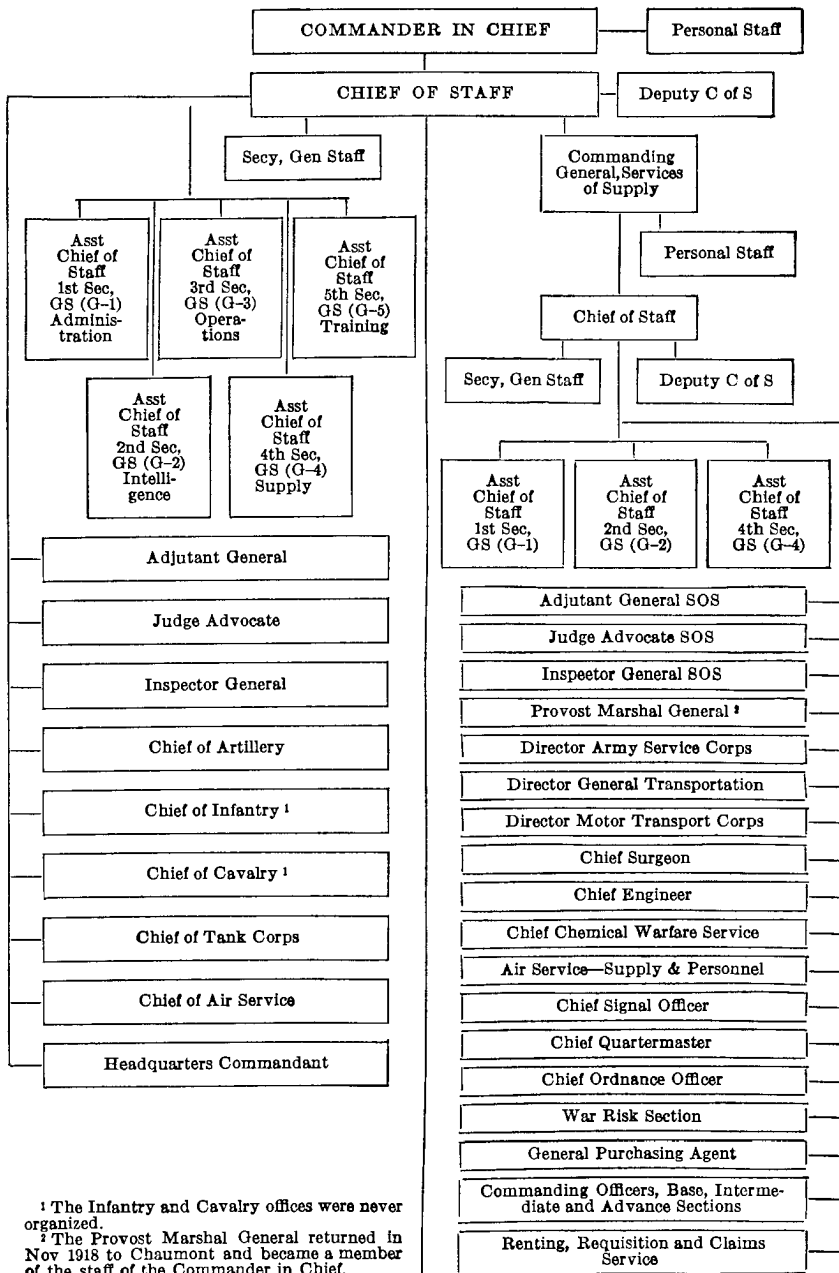 COMMANDER IN CHIEF
Personal Staff
CHIEF OF STAFF
Deputy C of S
Secy, Gen Staff
Commanding
General, Services
of Supply
Personal Staff
Chief of Staff
Secy, Gen Staff
Deputy C of S
Asst
Chief of
Staff
1st Sec,
GS (G-1)
Adminis-
tration
Asst
Chief of
Staff
3rd Sec,
GS (G-3)
Opera-
tions
Asst
Chief of
Staff
5th Sec,
GS (G-5)
Training
Asst
Chief of
Staff
2nd Sec,
GS (G-2)
Intelli-
gence
Asst
Chief of
Staff
4th Sec,
GS (G-4)
Supply
Adjutant General
Judge Advocate
Inspector General
Chief of Artillery
Chief of Infantry ¹
Chief of Cavalry ¹
Chief of Tank Corps
Chief of Air Service
Headquarters Commandant
Asst
Chief of
Staff
1st Sec,
GS (G-1)
Asst
Chief of
Staff
2nd Sec,
GS (G-2)
Asst
Chief of
Staff
4th Sec,
GS (G-4)
Adjutant General SOS
Judge Advocate SOS
Inspector General SOS
Provost Marshal General ²
Director Army Service Corps
Director General Transportation
Director Motor Transport Corps
Chief Surgeon
Chief Engineer
Chief Chemical Warfare Service
Air Service—Supply & Personnel
Chief Signal Officer
Chief Quartermaster
Chief Ordnance Officer
War Risk Section
General Purchasing Agent
Commanding Officers, Base, Interme-
diate and Advance Sections
Renting, Requisition and Claims
Service
¹ The Infantry and Cavalry offices were never
organized.
² The Provost Marshal General returned in
Nov 1918 to Chaumont and became a member
of the staff of the Commander in Chief.